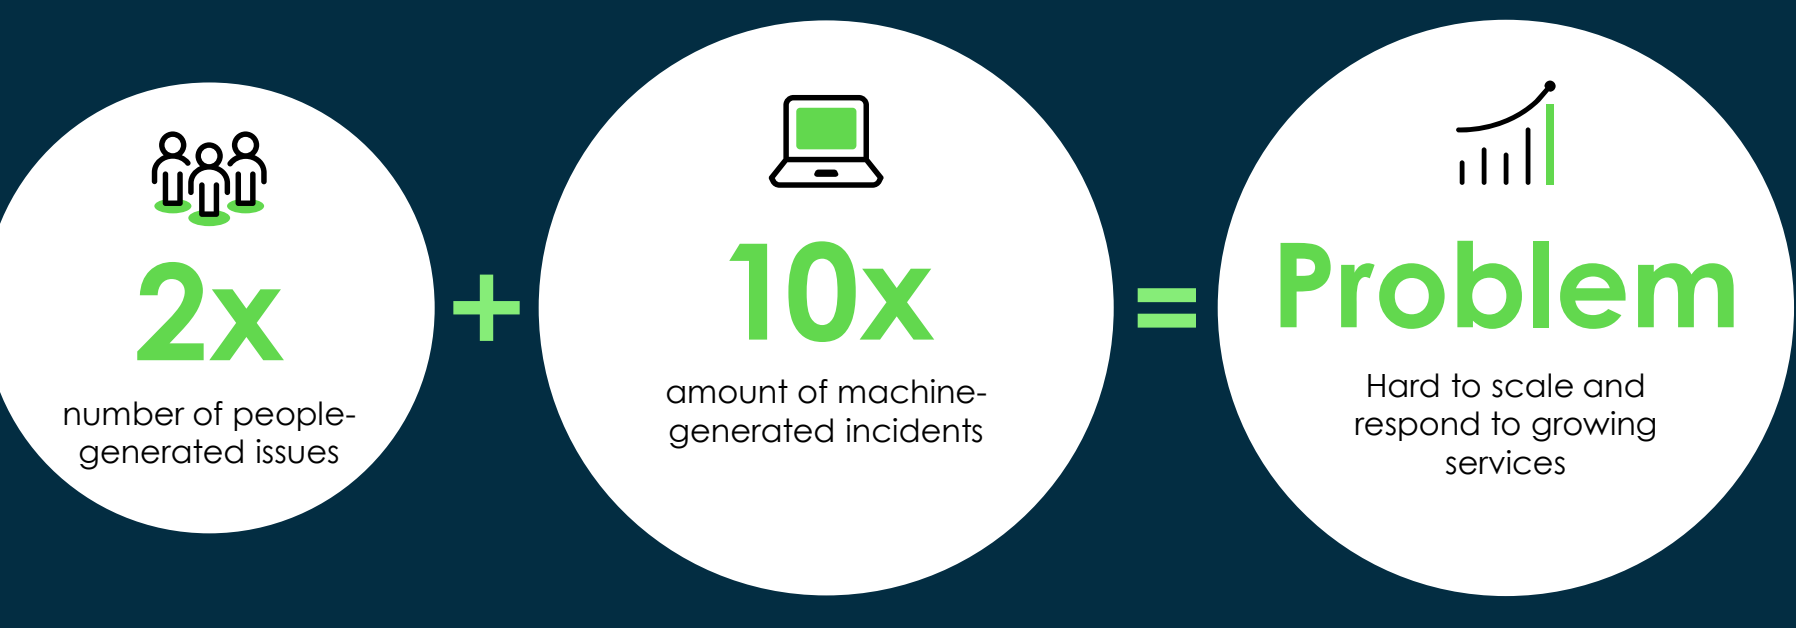 2x
number of people-
generated issues
+
10x
amount of machine-
generated incidents
=
Problem
Hard to scale and
respond to growing
services